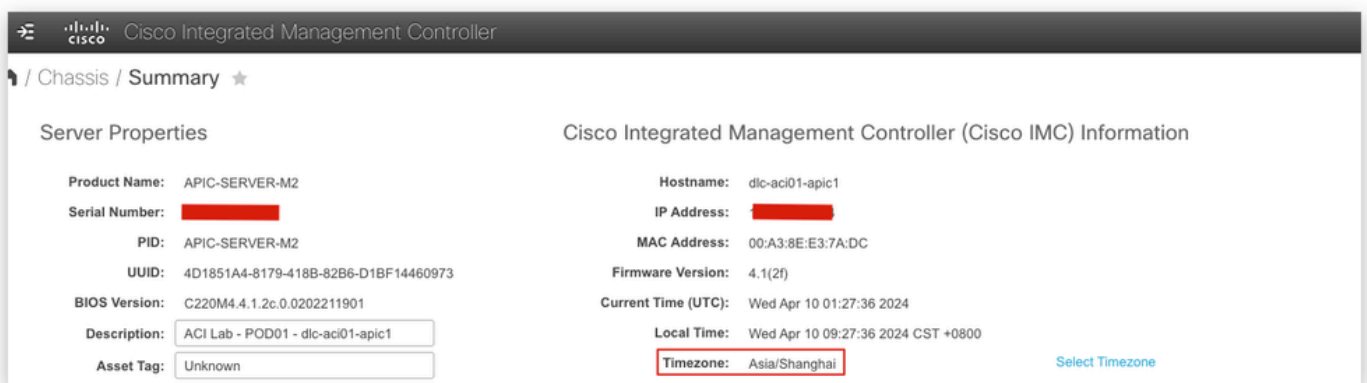 CISCO Cisco Integrated Management Controller
/ Chassis / Summary
Server Properties
Product Name: APIC-SERVER-M2
Serial Number:
PID: APIC-SERVER-M2
UUID: 4D1851A4-8179-418B-82B6-D1BF14460973
BIOS Version: C220M4.4.1.2c.0.0202211901
Description: ACI Lab - POD01 - dlc-aci01-apic1
Asset Tag: Unknown
Cisco Integrated Management Controller (Cisco IMC) Information
Hostname: dlc-aci01-apic1
IP Address:
MAC Address: 00:A3:8E:E3:7A:DC
Firmware Version: 4.1(2f)
Current Time (UTC): Wed Apr 10 01:27:36 2024
Local Time: Wed Apr 10 09:27:36 2024 CST +0800
Timezone: Asia/Shanghai Select Timezone